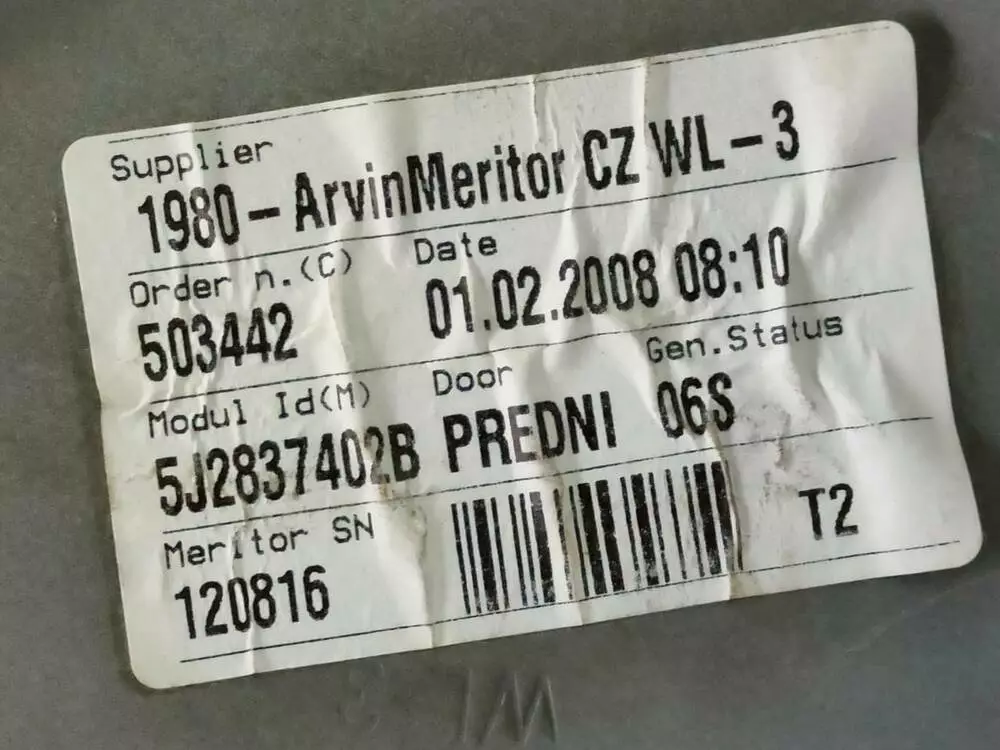 Supplier
1980-ArvinMeritor CZ WL-3
Order n.(C) Date
503442 01.02.2008 08:10
Modul Id(M) Door Gen.Status
5J2837402B PREDNI 06S
Meritor SN
120816 T2